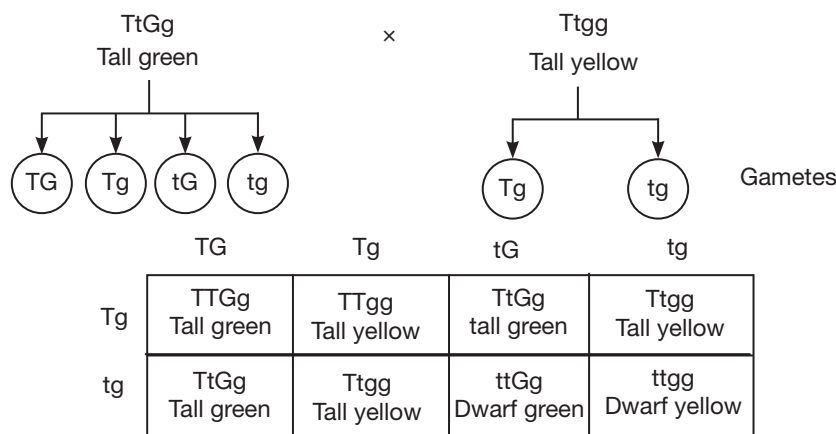 TtGg × Ttgg
Tall green Tall yellow
TG Tg tG tg Tg tg Gametes
TG Tg tG tg
Tg TTGg TTgg TtGg Ttgg
Tall green Tall yellow tall green Tall yellow
tg TtGg Ttgg ttGg ttgg
Tall green Tall yellow Dwarf green Dwarf yellow